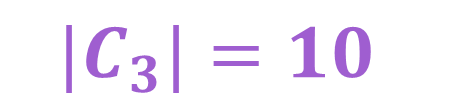 |C₃| = 10